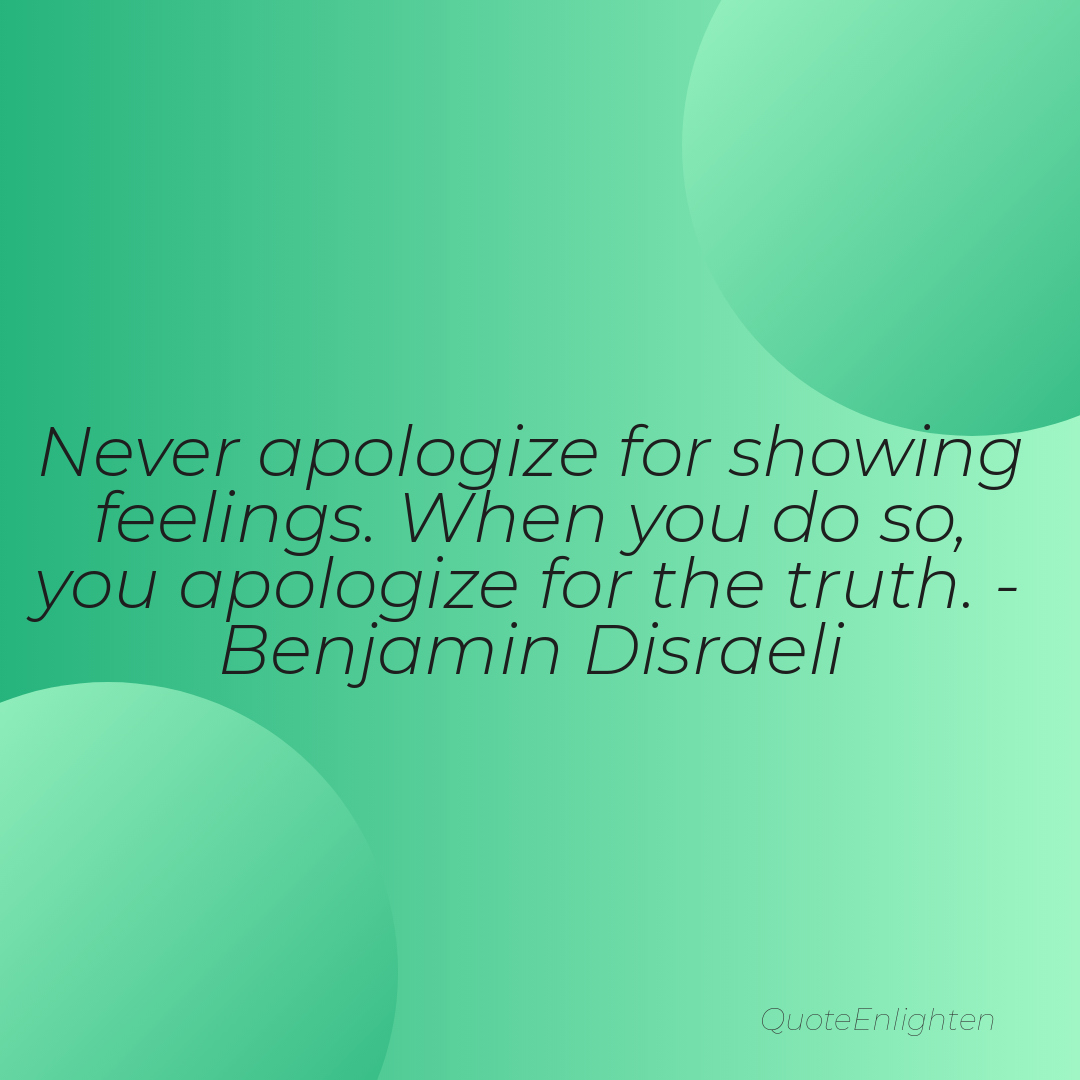 Never apologize for showing
feelings. When you do so,
you apologize for the truth. -
Benjamin Disraeli
QuoteEnlighten